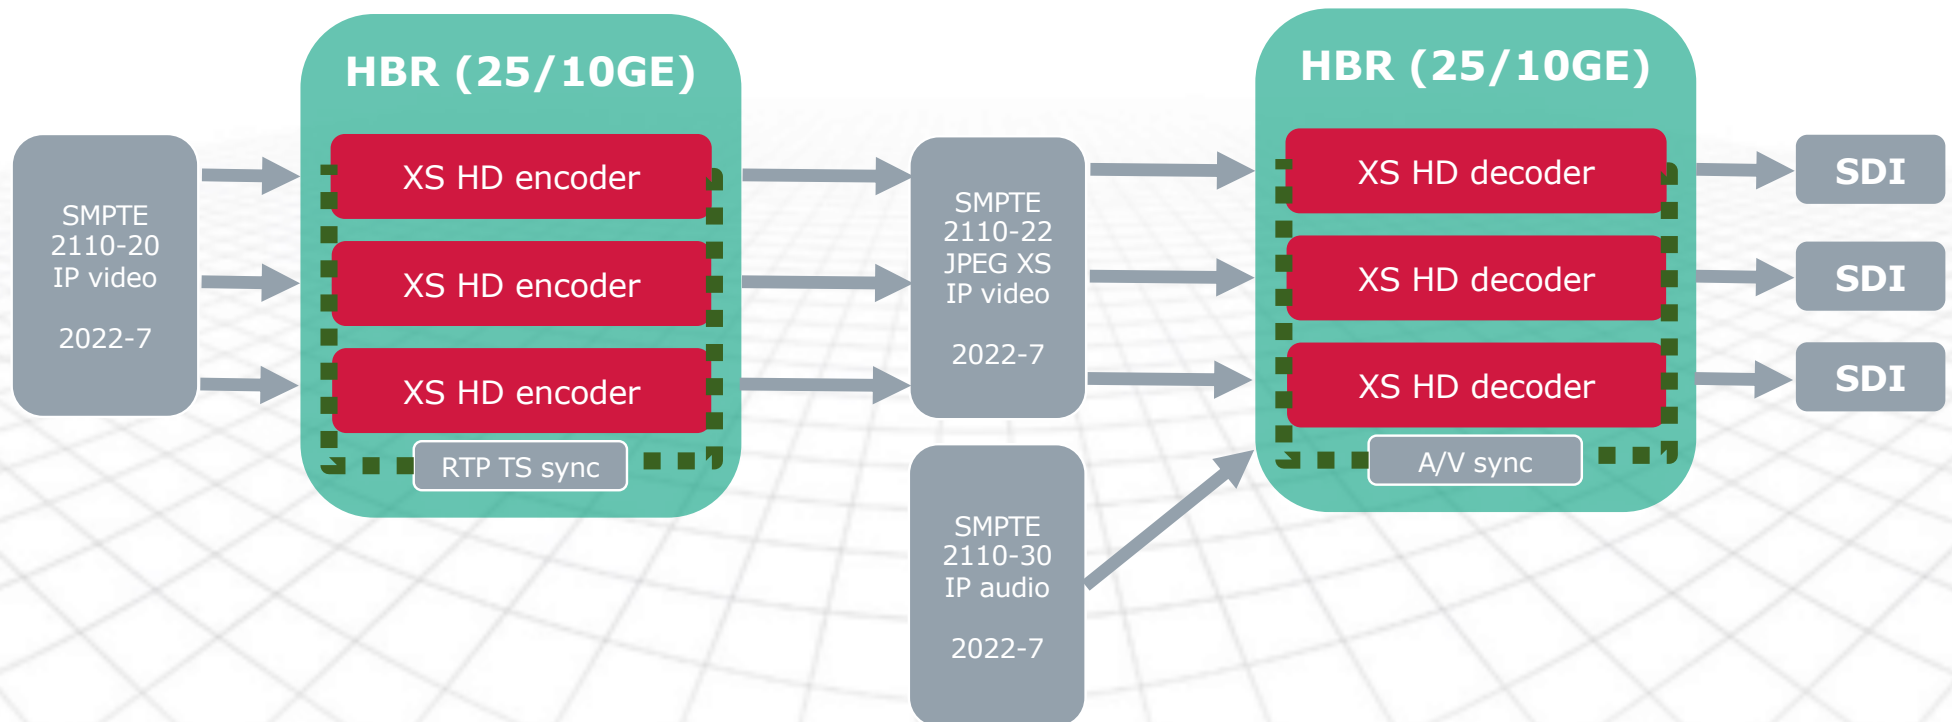 SMPTE
2110-20
IP video
2022-7
HBR (25/10GE)
XS HD encoder
XS HD encoder
XS HD encoder
RTP TS sync
SMPTE
2110-22
JPEG XS
IP video
2022-7
SMPTE
2110-30
IP audio
2022-7
HBR (25/10GE)
XS HD decoder
XS HD decoder
XS HD decoder
A/V sync
SDI
SDI
SDI